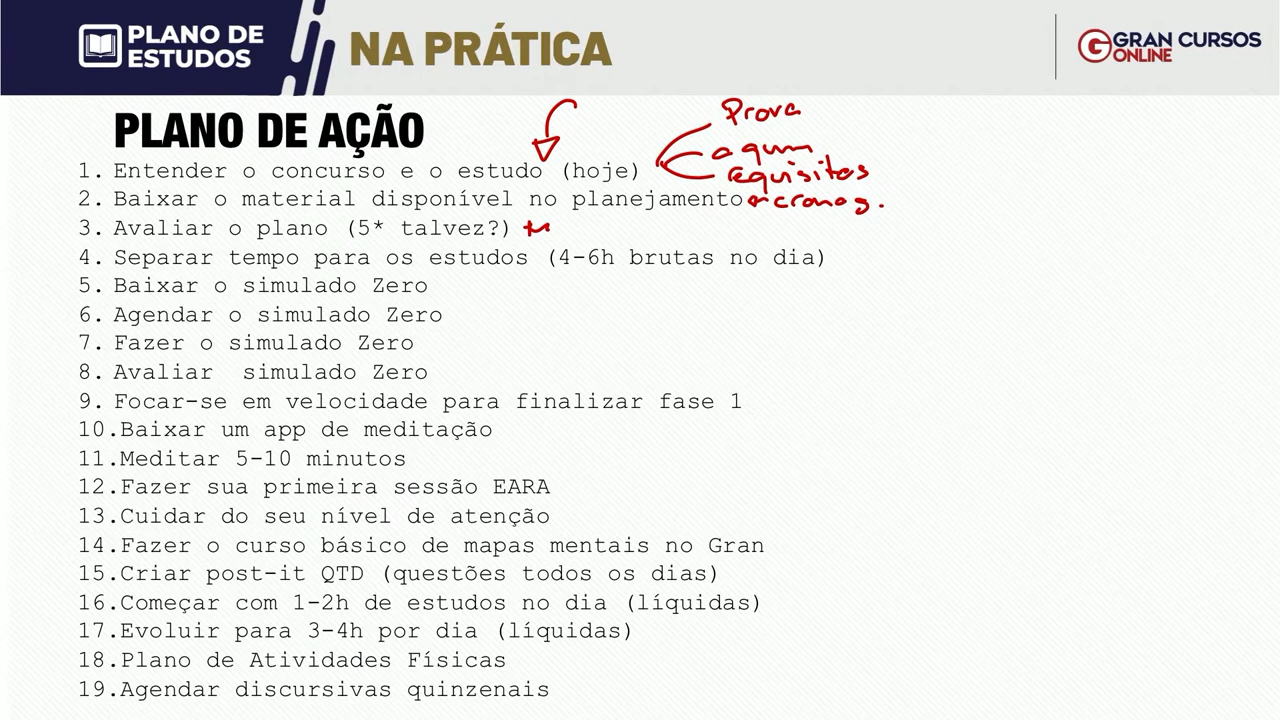 PLANO DE
ESTUDOS
NA PRÁTICA
GRAN CURSOS
ONLINE
PLANO DE AÇÃO
Prova
1. Entender o concurso e o estudo (hoje)
requisitos
2. Baixar o material disponível no planejamento + cronog.
3. Avaliar o plano (5* talvez?)
4. Separar tempo para os estudos (4-6h brutas no dia)
5. Baixar o simulado Zero
6. Agendar o simulado Zero
7. Fazer o simulado Zero
8. Avaliar  simulado Zero
9. Focar-se em velocidade para finalizar fase 1
10.Baixar um app de meditação
11.Meditar 5-10 minutos
12.Fazer sua primeira sessão EARA
13.Cuidar do seu nível de atenção
14.Fazer o curso básico de mapas mentais no Gran
15.Criar post-it QTD (questões todos os dias)
16.Começar com 1-2h de estudos no dia (líquidas)
17.Evoluir para 3-4h por dia (líquidas)
18.Plano de Atividades Físicas
19.Agendar discursivas quinzenais